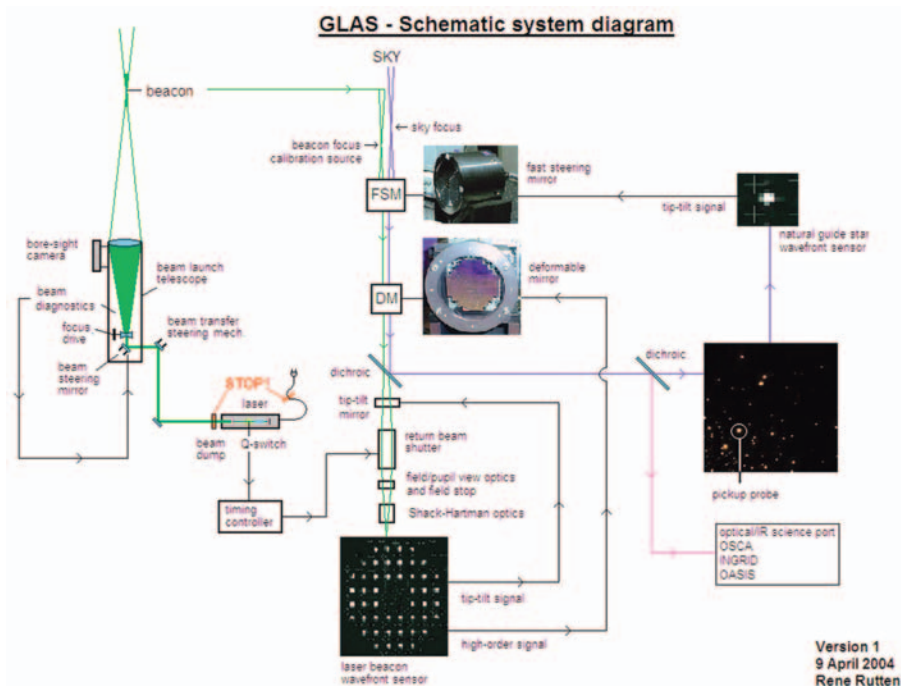 GLAS - Schematic system diagram
SKY
beacon
sky focus
beacon focus
calibration source
fast steering
mirror
FSM
tip-tilt signal
natural guide star
wavefront sensor
bore-sight
camera
beam launch
telescope
beam
diagnostics
deformable
mirror
DM
focus
drive
beam transfer
steering mech.
beam
steering
mirror
dichroic
dichroic
STOP!
laser
tip-tilt
mirror
beam
dump
Q-switch
return beam
shutter
field/pupil view optics
and field stop
pickup probe
timing
controller
Shack-Hartman optics
optical/IR science port
OSCA
INGRID
OASIS
tip-tilt signal
high-order signal
laser beacon
wavefront sensor
Version 1
9 April 2004
Rene Rutten